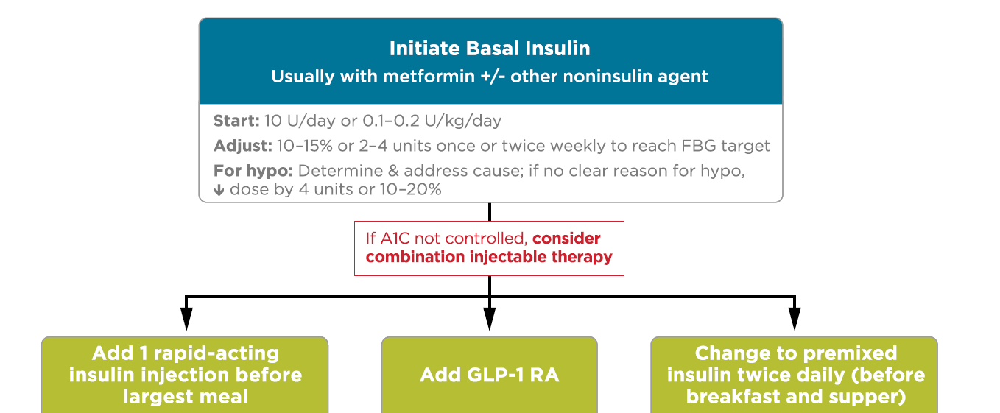 Initiate Basal Insulin
Usually with metformin +/- other noninsulin agent
Start: 10 U/day or 0.1–0.2 U/kg/day
Adjust: 10–15% or 2–4 units once or twice weekly to reach FBG target
For hypo: Determine & address cause; if no clear reason for hypo,
↓ dose by 4 units or 10–20%
If A1C not controlled, consider
combination injectable therapy
Add 1 rapid-acting
insulin injection before
largest meal
Add GLP-1 RA
Change to premixed
insulin twice daily (before
breakfast and supper)